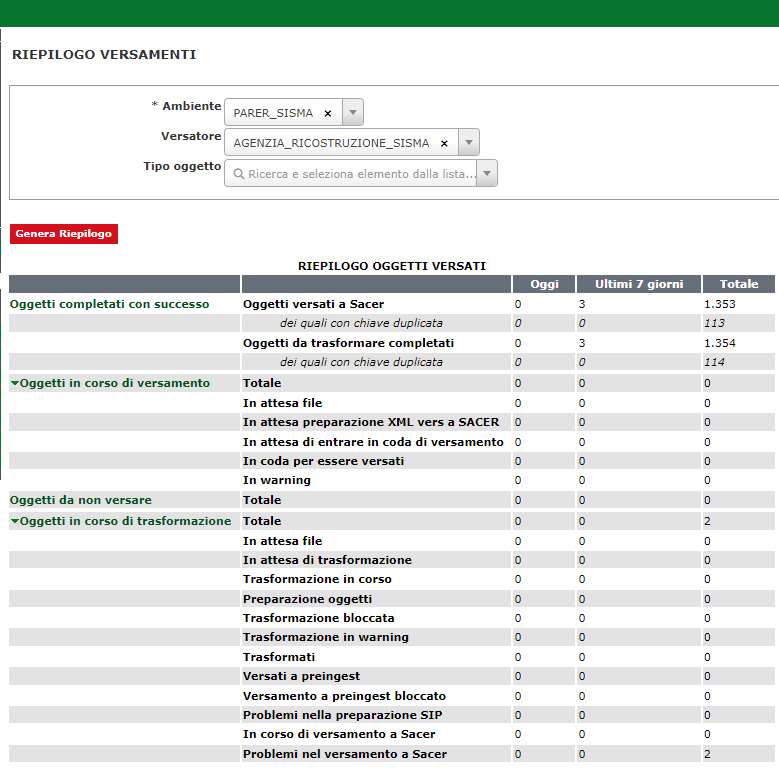 RIEPILOGO VERSAMENTI
* Ambiente PARER_SISMA ×
Versatore AGENZIA_RICOSTRUZIONE_SISMA ×
Tipo oggetto Ricerca e seleziona elemento dalla lista...
Genera Riepilogo
RIEPILOGO OGGETTI VERSATI
Oggi Ultimi 7 giorni Totale
Oggetti completati con successo Oggetti versati a Sacer 0 3 1.353
dei quali con chiave duplicata 0 0 113
Oggetti da trasformare completati 0 3 1.354
dei quali con chiave duplicata 0 0 114
Oggetti in corso di versamento Totale 0 0 0
In attesa file 0 0 0
In attesa preparazione XML vers a SACER 0 0 0
In attesa di entrare in coda di versamento 0 0 0
In coda per essere versati 0 0 0
In warning 0 0 0
Oggetti da non versare Totale 0 0 0
Oggetti in corso di trasformazione Totale 0 0 2
In attesa file 0 0 0
In attesa di trasformazione 0 0 0
Trasformazione in corso 0 0 0
Preparazione oggetti 0 0 0
Trasformazione bloccata 0 0 0
Trasformazione in warning 0 0 0
Trasformati 0 0 0
Versati a preingest 0 0 0
Versamento a preingest bloccato 0 0 0
Problemi nella preparazione SIP 0 0 0
In corso di versamento a Sacer 0 0 0
Problemi nel versamento a Sacer 0 0 2